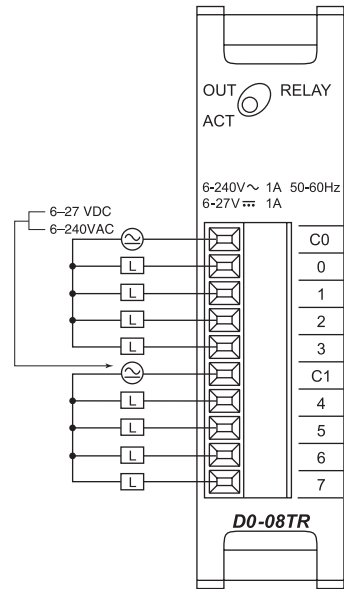 OUT RELAY
ACT
6-240V~ 1A 50-60Hz
6-27V⎓ 1A
6–27 VDC
6–240VAC
C0
L 0
L 1
L 2
L 3
C1
L 4
L 5
L 6
L 7
D0-08TR